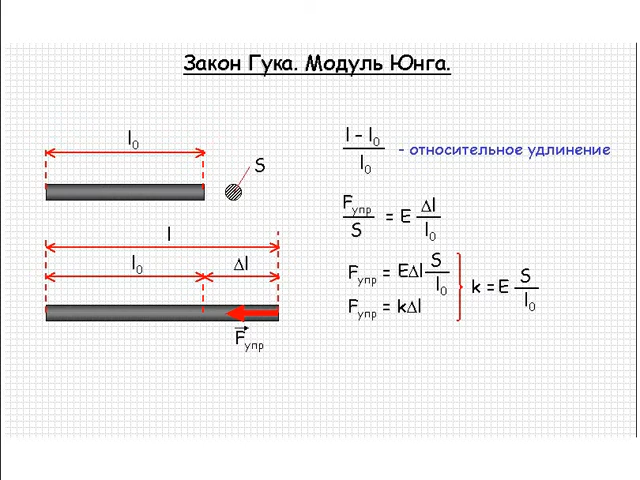 Закон Гука. Модуль Юнга.
l₀
S
l
l₀ Δl
Fупр
l – l₀
l₀
- относительное удлинение
Fупр
S
= E
Δl
l₀
Fупр = EΔl
S
l₀
Fупр = kΔl
k = E
S
l₀